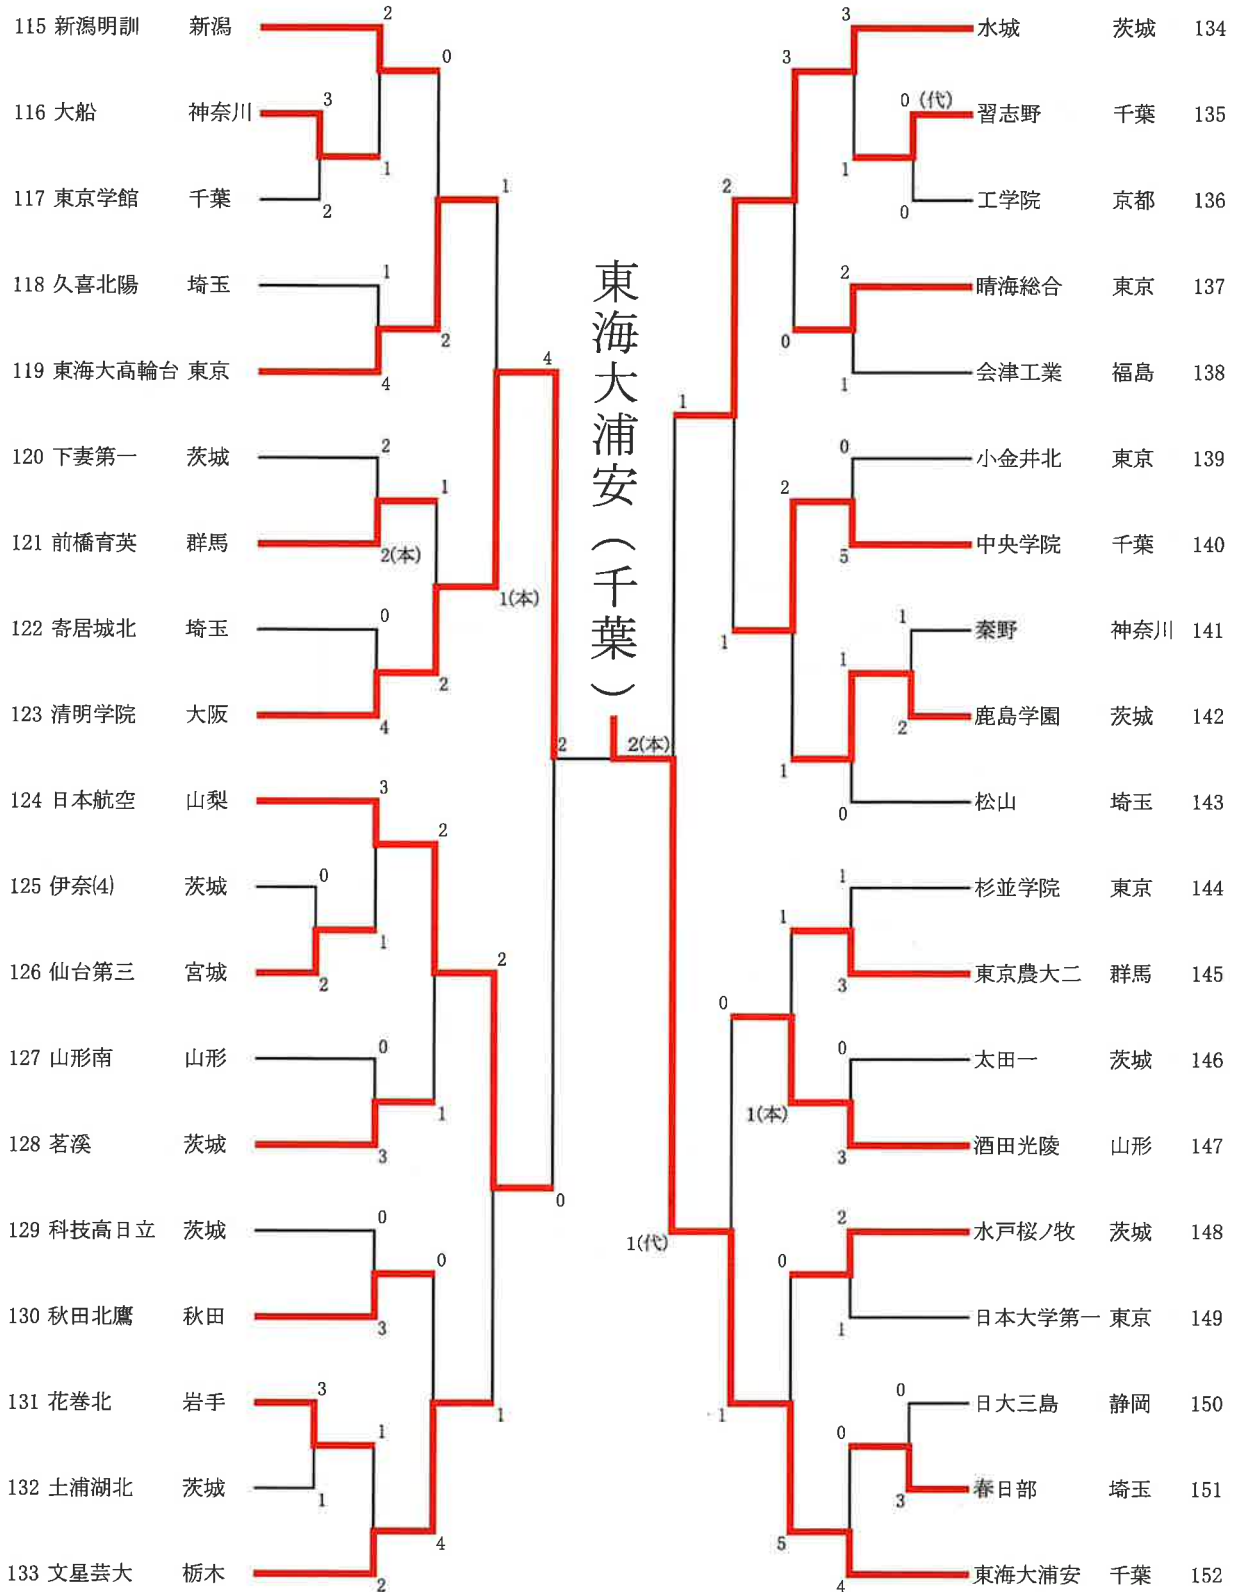 115 新潟明訓 新潟
116 大船 神奈川
117 東京学館 千葉
118 久喜北陽 埼玉
119 東海大高輪台 東京
120 下妻第一 茨城
121 前橋育英 群馬
122 寄居城北 埼玉
123 清明学院 大阪
124 日本航空 山梨
125 伊奈(4) 茨城
126 仙台第三 宮城
127 山形南 山形
128 茗溪 茨城
129 科技高日立 茨城
130 秋田北鷹 秋田
131 花巻北 岩手
132 土浦湖北 茨城
133 文星芸大 栃木
2
3
2
1
1
4
2
2(本)
0
4
3
0
2
1
0
3
0
3
3
1
1
2
0
2
1
2
2
1
0
4
1
1(本)
2
1
4
0
2
東海大浦安(千葉)
2(本)
1
1(代)
2
1
0
1
3
0
2
1
1
1(本)
0
5
3
0 (代)
1
0
2
1
0
5
1
1
2
0
1
3
0
3
2
1
0
0
3
4
水城 茨城 134
習志野 千葉 135
工学院 京都 136
晴海総合 東京 137
会津工業 福島 138
小金井北 東京 139
中央学院 千葉 140
秦野 神奈川 141
鹿島学園 茨城 142
松山 埼玉 143
杉並学院 東京 144
東京農大二 群馬 145
太田一 茨城 146
酒田光陵 山形 147
水戸桜ノ牧 茨城 148
日本大学第一 東京 149
日大三島 静岡 150
春日部 埼玉 151
東海大浦安 千葉 152